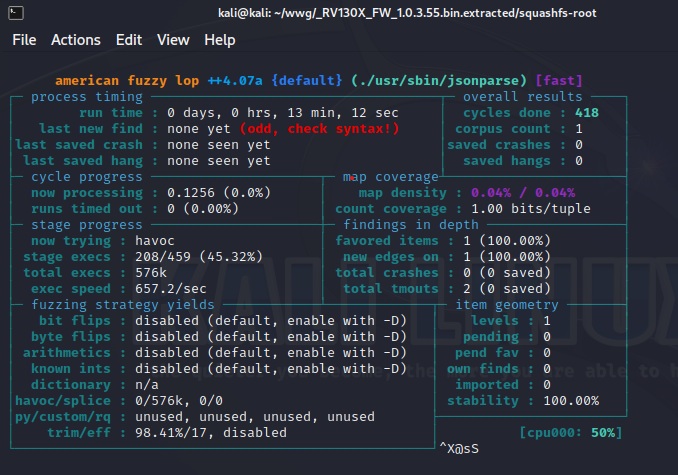 kali@kali: ~/wwg/_RV130X_FW_1.0.3.55.bin.extracted/squashfs-root
File Actions Edit View Help
american fuzzy lop ++4.07a {default} (./usr/sbin/jsonparse) [fast]
process timing overall results
run time : 0 days, 0 hrs, 13 min, 12 sec cycles done : 418
last new find : none yet (odd, check syntax!) corpus count : 1
last saved crash : none seen yet saved crashes : 0
last saved hang : none seen yet saved hangs : 0
cycle progress map coverage
now processing : 0.1256 (0.0%) map density : 0.04% / 0.04%
runs timed out : 0 (0.00%) count coverage : 1.00 bits/tuple
stage progress findings in depth
now trying : havoc favored items : 1 (100.00%)
stage execs : 208/459 (45.32%) new edges on : 1 (100.00%)
total execs : 576k total crashes : 0 (0 saved)
exec speed : 657.2/sec total tmouts : 2 (0 saved)
fuzzing strategy yields item geometry
bit flips : disabled (default, enable with -D) levels : 1
byte flips : disabled (default, enable with -D) pending : 0
arithmetics : disabled (default, enable with -D) pend fav : 0
known ints : disabled (default, enable with -D) own finds : 0
dictionary : n/a imported : 0
havoc/splice : 0/576k, 0/0 stability : 100.00%
py/custom/rq : unused, unused, unused, unused
trim/eff : 98.41%/17, disabled [cpu000: 50%]
^X@sS